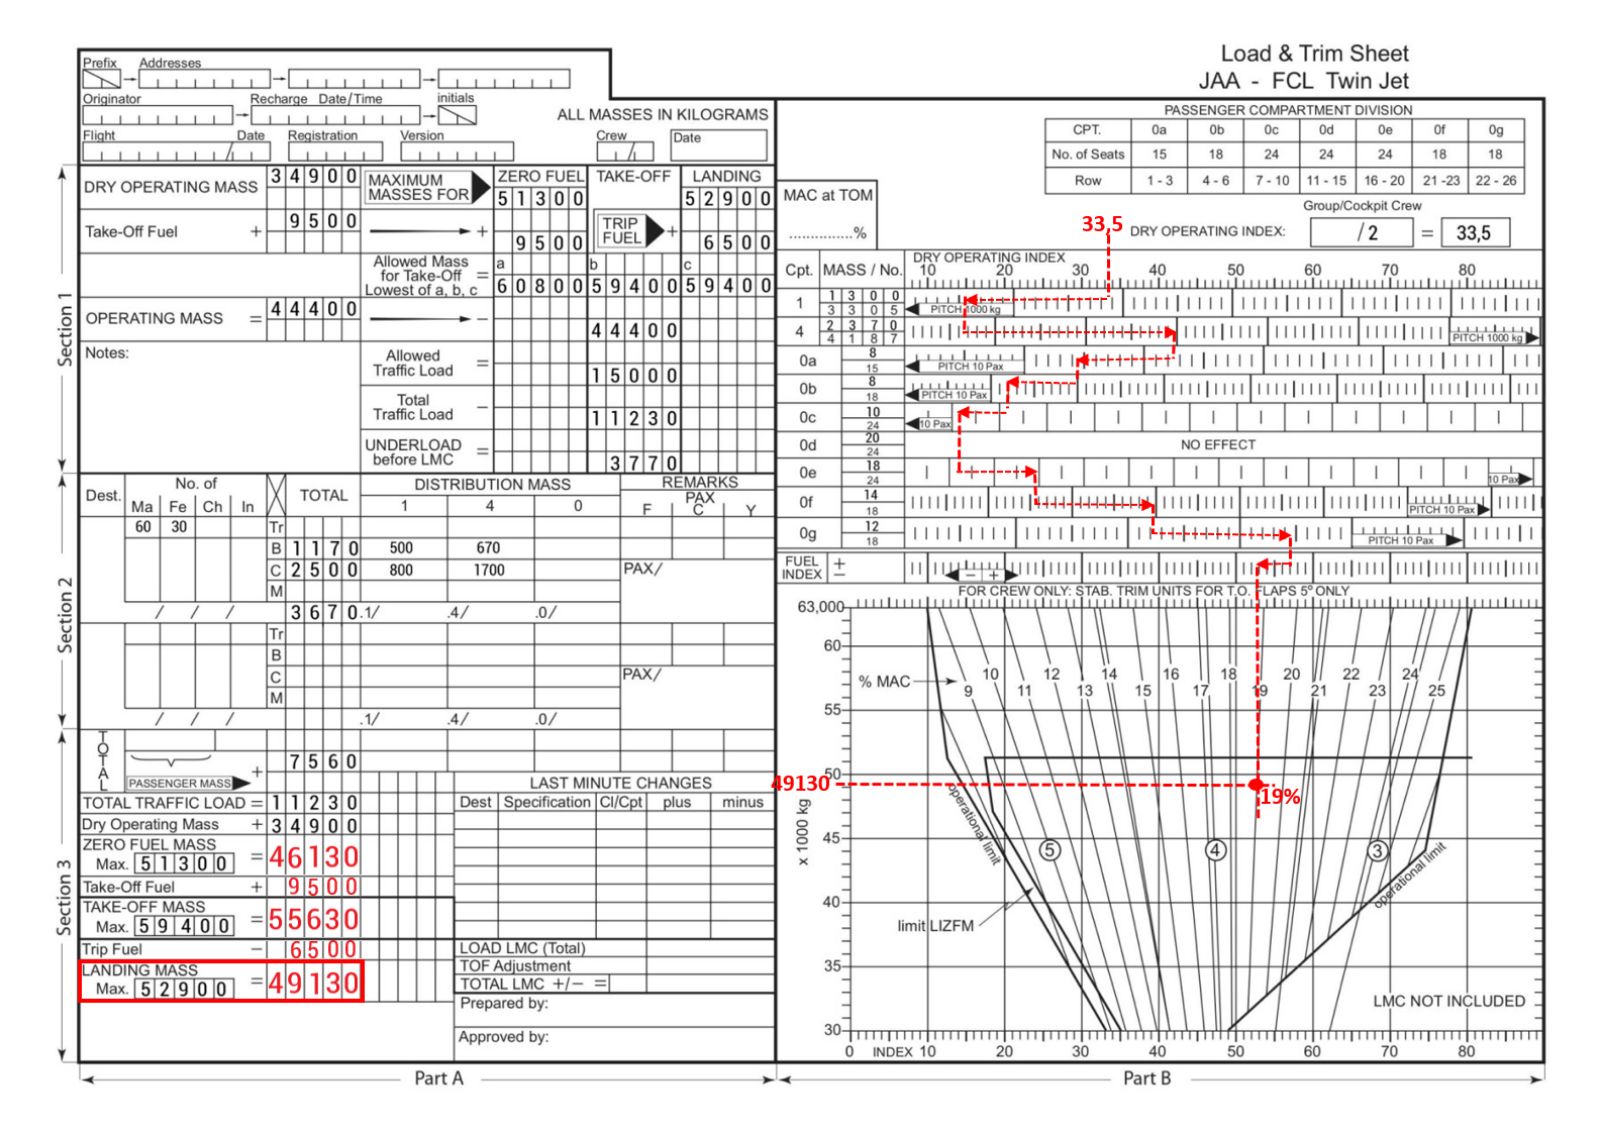 Load & Trim Sheet
JAA - FCL Twin Jet
Prefix Addresses
Originator Recharge Date/Time initials
ALL MASSES IN KILOGRAMS
Flight Date Registration Version Crew Date
Section 1
DRY OPERATING MASS 34900 MAXIMUM MASSES FOR ZERO FUEL TAKE-OFF LANDING
51300 52900
Take-Off Fuel + 9500 + 9500 TRIP FUEL + 6500
Allowed Mass for Take-Off Lowest of a, b, c = a 60800 b 59400 c 59400
OPERATING MASS = 44400 − 44400
Notes:
Allowed Traffic Load = 15000
Total Traffic Load − 11230
UNDERLOAD before LMC = 3770
Section 2
Dest. No. of TOTAL DISTRIBUTION MASS REMARKS
Ma Fe Ch In 1 4 0 PAX
F C Y
60 30 Tr
B 1170 500 670
C 2500 800 1700 PAX/
M
/ / / 3670 .1/ .4/ .0/
Tr
B
C PAX/
M
/ / / .1/ .4/ .0/
Section 3
TOTAL
PASSENGER MASS + 7560
TOTAL TRAFFIC LOAD = 11230
Dry Operating Mass + 34900
ZERO FUEL MASS
Max. 51300 = 46130
Take-Off Fuel + 9500
TAKE-OFF MASS
Max. 59400 = 55630
Trip Fuel − 6500
LANDING MASS
Max. 52900 = 49130
LAST MINUTE CHANGES
Dest Specification Cl/Cpt plus minus
LOAD LMC (Total)
TOF Adjustment
TOTAL LMC +/− =
Prepared by:
Approved by:
Part A
PASSENGER COMPARTMENT DIVISION
CPT. 0a 0b 0c 0d 0e 0f 0g
No. of Seats 15 18 24 24 24 18 18
Row 1 - 3 4 - 6 7 - 10 11 - 15 16 - 20 21 -23 22 - 26
MAC at TOM
..............%
Group/Cockpit Crew
33,5 DRY OPERATING INDEX: / 2 = 33,5
Cpt. MASS / No. DRY OPERATING INDEX
10 20 30 40 50 60 70 80
1 1300 3305 PITCH 1000 kg
4 2370 4187 PITCH 1000 kg
0a 8 15 PITCH 10 Pax
0b 8 18 PITCH 10 Pax
0c 10 24 10 Pax
0d 20 24 NO EFFECT
0e 18 24 10 Pax
0f 14 18 PITCH 10 Pax
0g 12 18 PITCH 10 Pax
FUEL INDEX + − − +
FOR CREW ONLY: STAB. TRIM UNITS FOR T.O. FLAPS 5º ONLY
63,000
60
% MAC
9 10 11 12 13 14 15 16 17 18 19 20 21 22 23 24 25
55
50
49130
19%
operational limit
x 1000 kg
45
5 4 3
operational limit
40
limit LIZFM
35
LMC NOT INCLUDED
30
0 INDEX 10 20 30 40 50 60 70 80
Part B